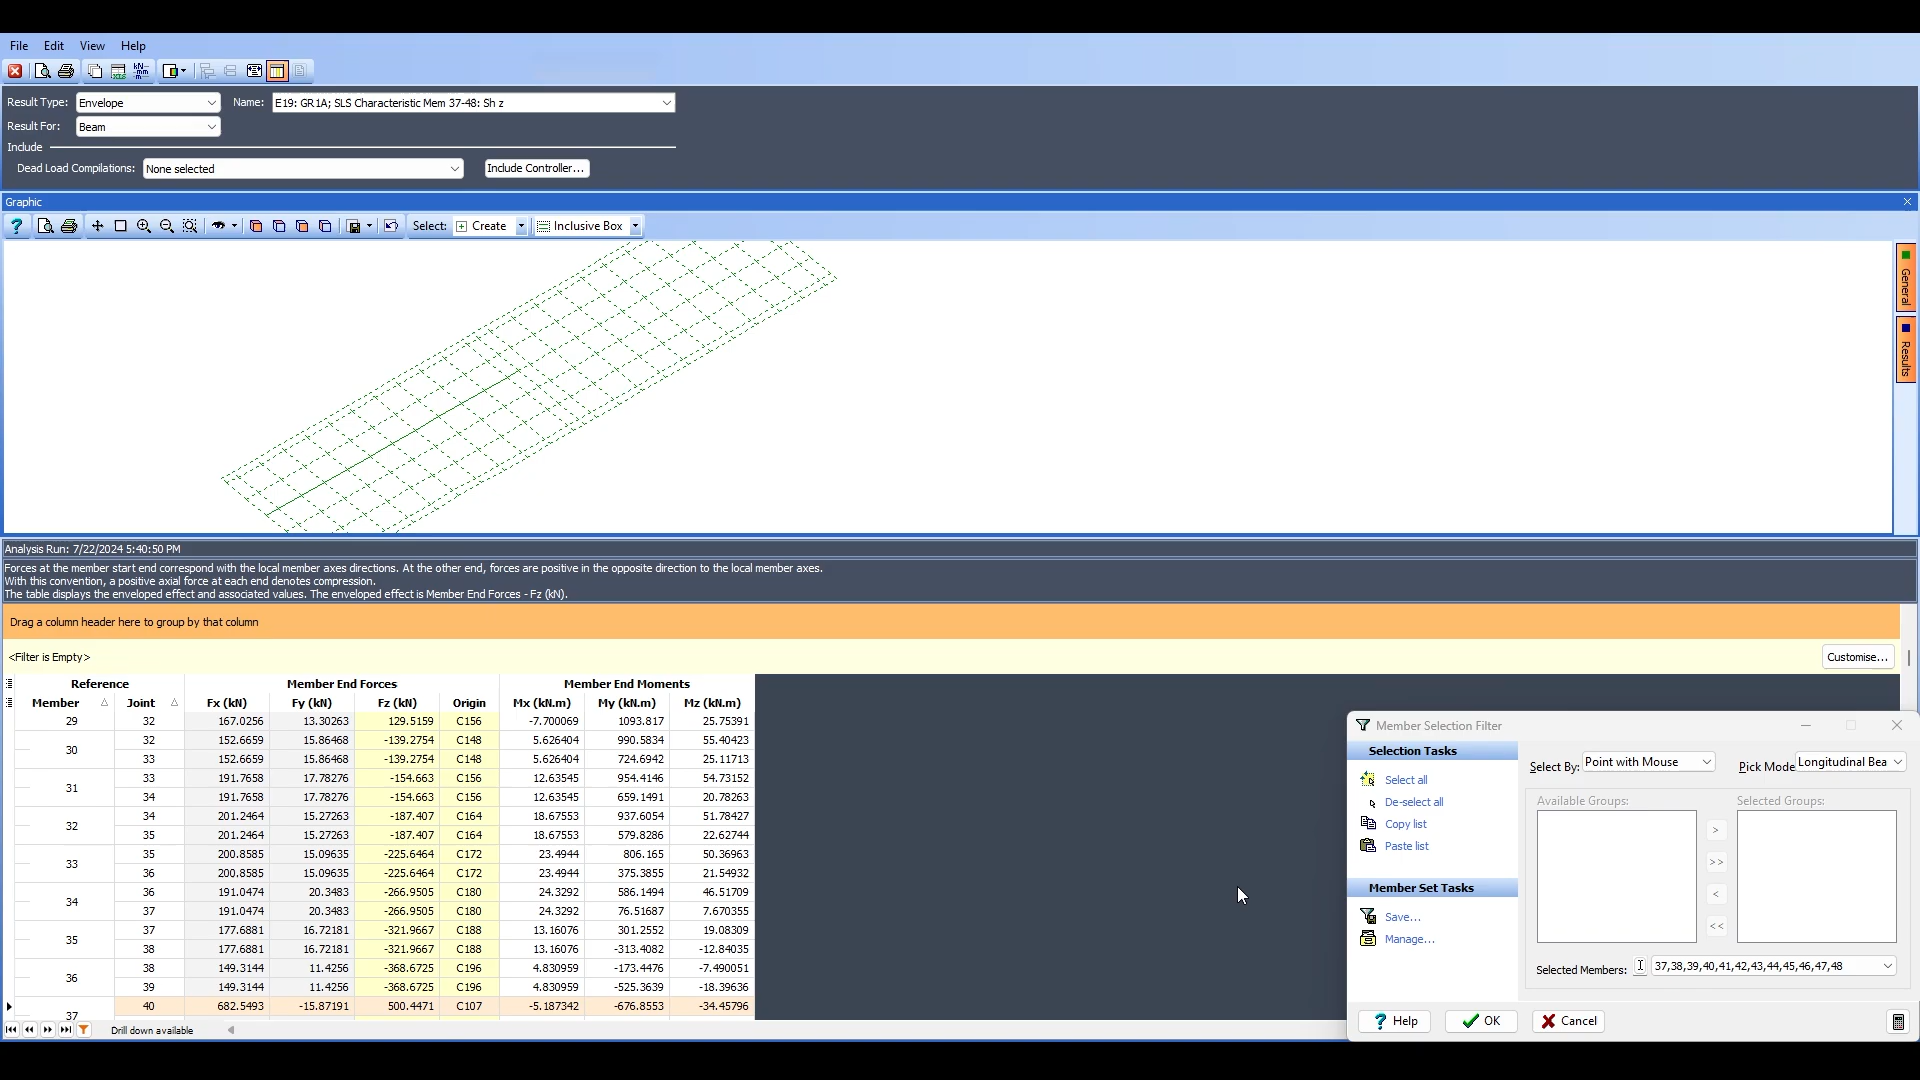 File Edit View Help
Result Type: Envelope Name: E19: GR1A; SLS Characteristic Mem 37-48: Sh z
Result For: Beam
Include
Dead Load Compilations: None selected Include Controller...
Graphic
Select: Create Inclusive Box
General
Results
Analysis Run: 7/22/2024 5:40:50 PM
Forces at the member start end correspond with the local member axes directions. At the other end, forces are positive in the opposite direction to the local member axes.
With this convention, a positive axial force at each end denotes compression.
The table displays the enveloped effect and associated values. The enveloped effect is Member End Forces - Fz (kN).
Drag a column header here to group by that column
<Filter is Empty> Customise...
Reference Member End Forces Member End Moments
Member Joint Fx (kN) Fy (kN) Fz (kN) Origin Mx (kN.m) My (kN.m) Mz (kN.m)
29 32 167.0256 13.30263 129.5159 C156 -7.700069 1093.817 25.75391
30 32 152.6659 15.86468 -139.2754 C148 5.626404 990.5834 55.40423
33 152.6659 15.86468 -139.2754 C148 5.626404 724.6942 25.11713
31 33 191.7658 17.78276 -154.663 C156 12.63545 954.4146 54.73152
34 191.7658 17.78276 -154.663 C156 12.63545 659.1491 20.78263
32 34 201.2464 15.27263 -187.407 C164 18.67553 937.6054 51.78427
35 201.2464 15.27263 -187.407 C164 18.67553 579.8286 22.62744
33 35 200.8585 15.09635 -225.6464 C172 23.4944 806.165 50.36963
36 200.8585 15.09635 -225.6464 C172 23.4944 375.3855 21.54932
34 36 191.0474 20.3483 -266.9505 C180 24.3292 586.1494 46.51709
37 191.0474 20.3483 -266.9505 C180 24.3292 76.51687 7.670355
35 37 177.6881 16.72181 -321.9667 C188 13.16076 301.2552 19.08309
38 177.6881 16.72181 -321.9667 C188 13.16076 -313.4082 -12.84035
36 38 149.3144 11.4256 -368.6725 C196 4.830959 -173.4476 -7.490051
39 149.3144 11.4256 -368.6725 C196 4.830959 -525.3639 -18.39636
37 40 682.5493 -15.87191 500.4471 C107 -5.187342 -676.8553 -34.45796
Drill down available
Member Selection Filter
Selection Tasks
Select all
De-select all
Copy list
Paste list
Member Set Tasks
Save...
Manage...
Select By: Point with Mouse Pick Mode Longitudinal Bea
Available Groups: Selected Groups:
>
>>
<
<<
Selected Members: 37,38,39,40,41,42,43,44,45,46,47,48
Help OK Cancel